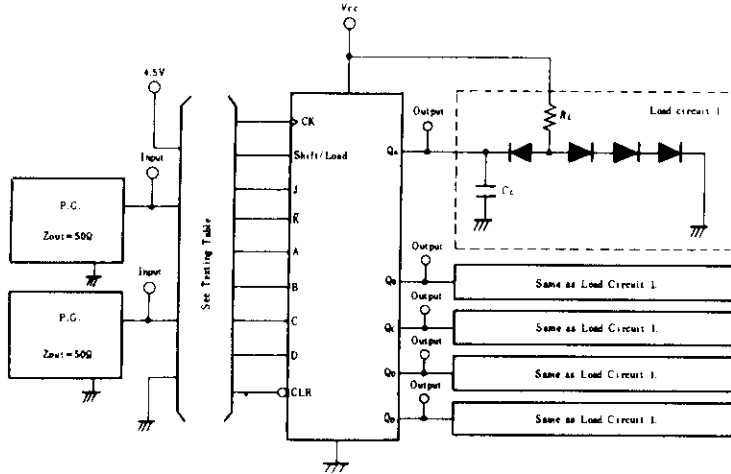 Vcc
4.5V
Input
P.G.
Zout=50Ω
Input
P.G.
Zout=50Ω
See Testing Table
CK
Shift/Load
J
K̅
A
B
C
D
CLR
Output
QA
RL
Load circuit 1
CL
Output
QB
Same as Load Circuit 1.
Output
QC
Same as Load Circuit 1.
Output
QD
Same as Load Circuit 1.
Output
Same as Load Circuit 1.